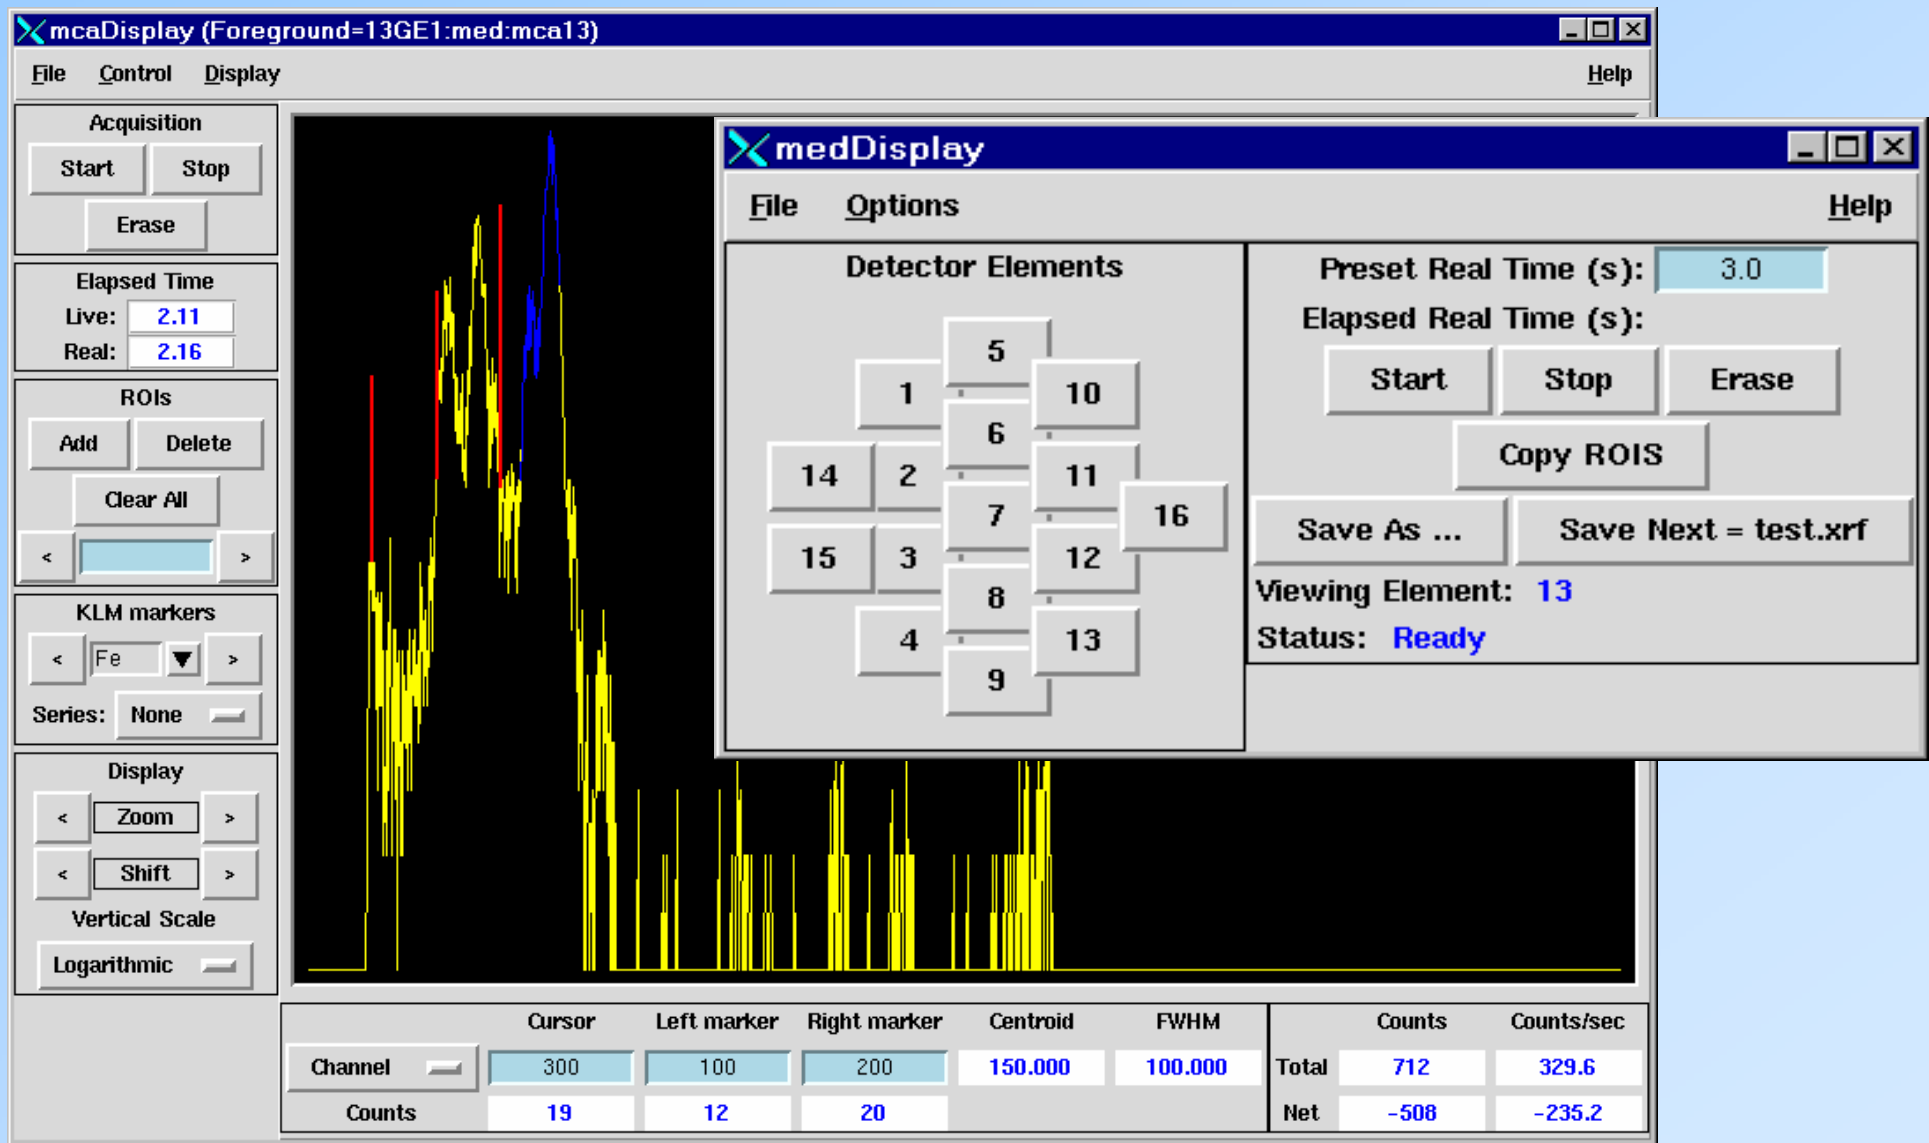 mcaDisplay (Foreground=13GE1:med:mca13)
File Control Display Help
Acquisition
Start Stop
Erase
Elapsed Time
Live: 2.11
Real: 2.16
ROIs
Add Delete
Clear All
< >
KLM markers
< Fe >
Series: None
Display
< Zoom >
< Shift >
Vertical Scale
Logarithmic
Cursor Left marker Right marker Centroid FWHM Counts Counts/sec
Channel 300 100 200 150.000 100.000 Total 712 329.6
Counts 19 12 20 Net -508 -235.2
medDisplay
File Options Help
Detector Elements
5
1 10
6
14 2 11
7 16
15 3 12
8
4 13
9
Preset Real Time (s): 3.0
Elapsed Real Time (s):
Start Stop Erase
Copy ROIS
Save As ... Save Next = test.xrf
Viewing Element: 13
Status: Ready